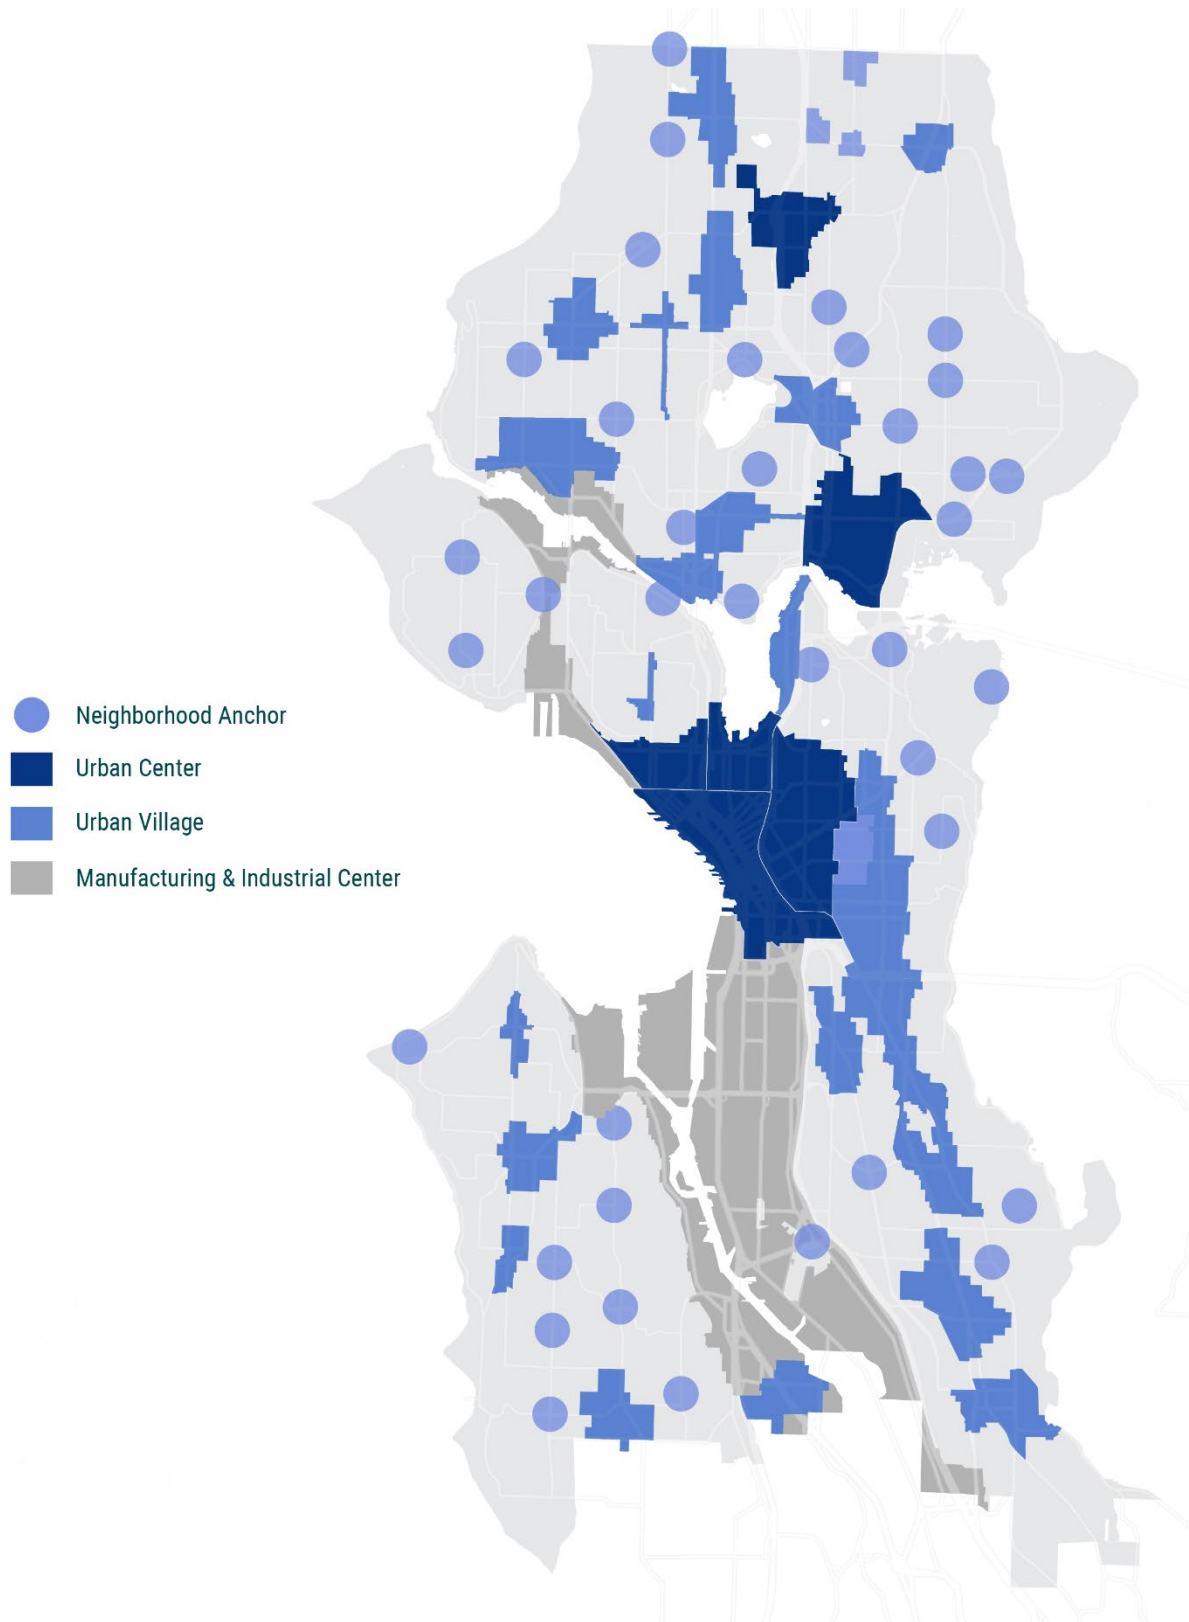 Neighborhood Anchor
Urban Center
Urban Village
Manufacturing & Industrial Center